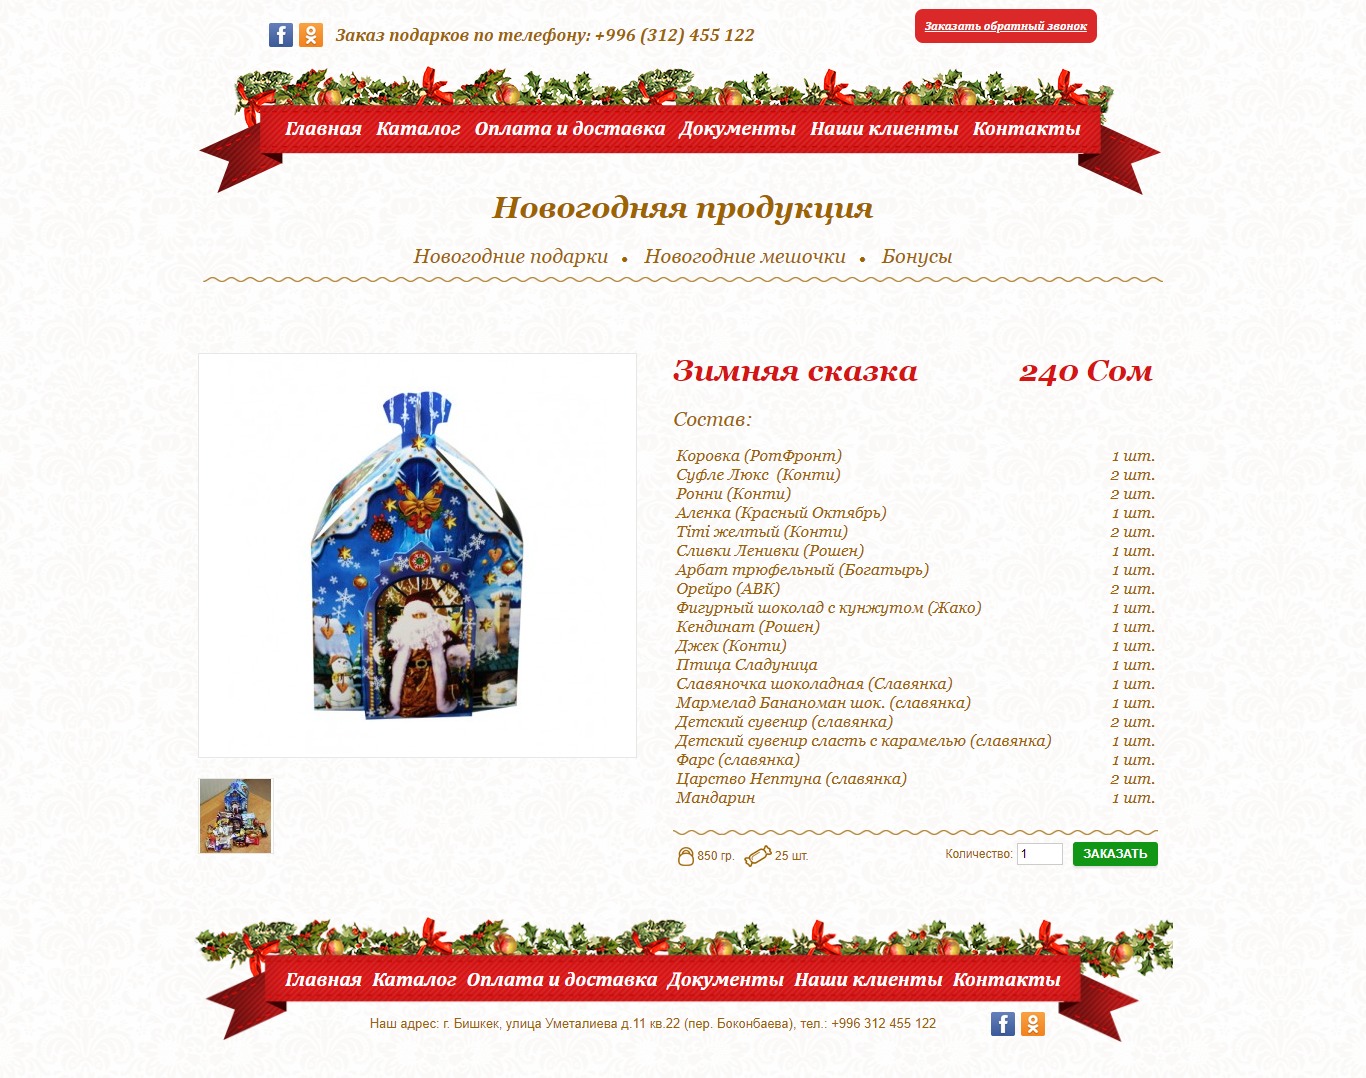 Заказ подарков по телефону: +996 (312) 455 122
Заказать обратный звонок
Главная Каталог Оплата и доставка Документы Наши клиенты Контакты
Новогодняя продукция
Новогодние подарки • Новогодние мешочки • Бонусы
Зимняя сказка 240 Сом
Состав:
Коровка (РотФронт) 1 шт.
Суфле Люкс (Конти) 2 шт.
Ронни (Конти) 2 шт.
Аленка (Красный Октябрь) 1 шт.
Тimi желтый (Конти) 2 шт.
Сливки Ленивки (Рошен) 1 шт.
Арбат трюфельный (Богатырь) 1 шт.
Орейро (АВК) 2 шт.
Фигурный шоколад с кунжутом (Жако) 1 шт.
Кендинат (Рошен) 1 шт.
Джек (Конти) 1 шт.
Птица Сладуница 1 шт.
Славяночка шоколадная (Славянка) 1 шт.
Мармелад Бананоман шок. (славянка) 1 шт.
Детский сувенир (славянка) 2 шт.
Детский сувенир сласть с карамелью (славянка) 1 шт.
Фарс (славянка) 1 шт.
Царство Нептуна (славянка) 2 шт.
Мандарин 1 шт.
850 гр. 25 шт. Количество: 1 ЗАКАЗАТЬ
Главная Каталог Оплата и доставка Документы Наши клиенты Контакты
Наш адрес: г. Бишкек, улица Уметалиева д.11 кв.22 (пер. Боконбаева), тел.: +996 312 455 122